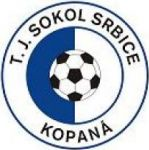 T. J. SOKOL SRBICE
KOPANÁ